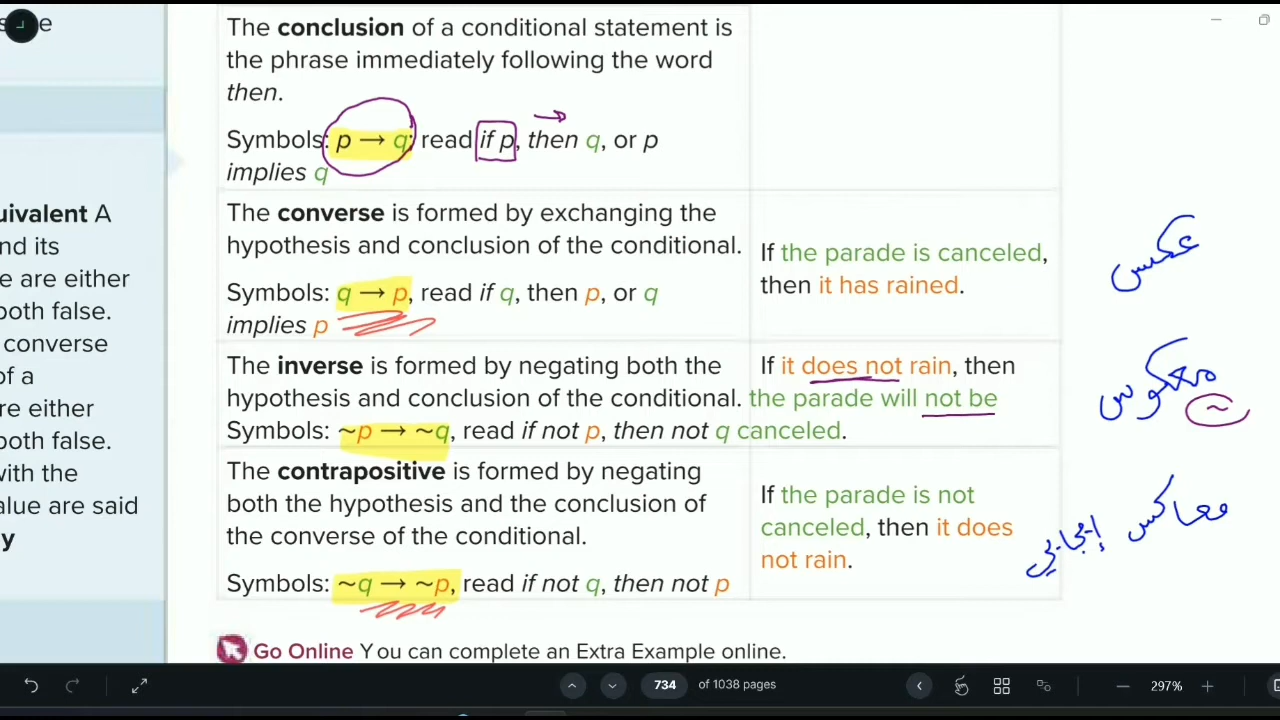 The conclusion of a conditional statement is
the phrase immediately following the word
then.
Symbols: p → q; read if p, then q, or p
implies q
The converse is formed by exchanging the
hypothesis and conclusion of the conditional.
Symbols: q → p, read if q, then p, or q
implies p
If the parade is canceled,
then it has rained.
عكس
The inverse is formed by negating both the
hypothesis and conclusion of the conditional.
Symbols: ~p → ~q, read if not p, then not q
If it does not rain, then
the parade will not be
canceled.
معكوس
~
The contrapositive is formed by negating
both the hypothesis and the conclusion of
the converse of the conditional.
Symbols: ~q → ~p, read if not q, then not p
If the parade is not
canceled, then it does
not rain.
معاكس إيجابي
uivalent A
nd its
e are either
both false.
converse
of a
re either
both false.
with the
alue are said
y
Go Online You can complete an Extra Example online.
734 of 1038 pages
297%